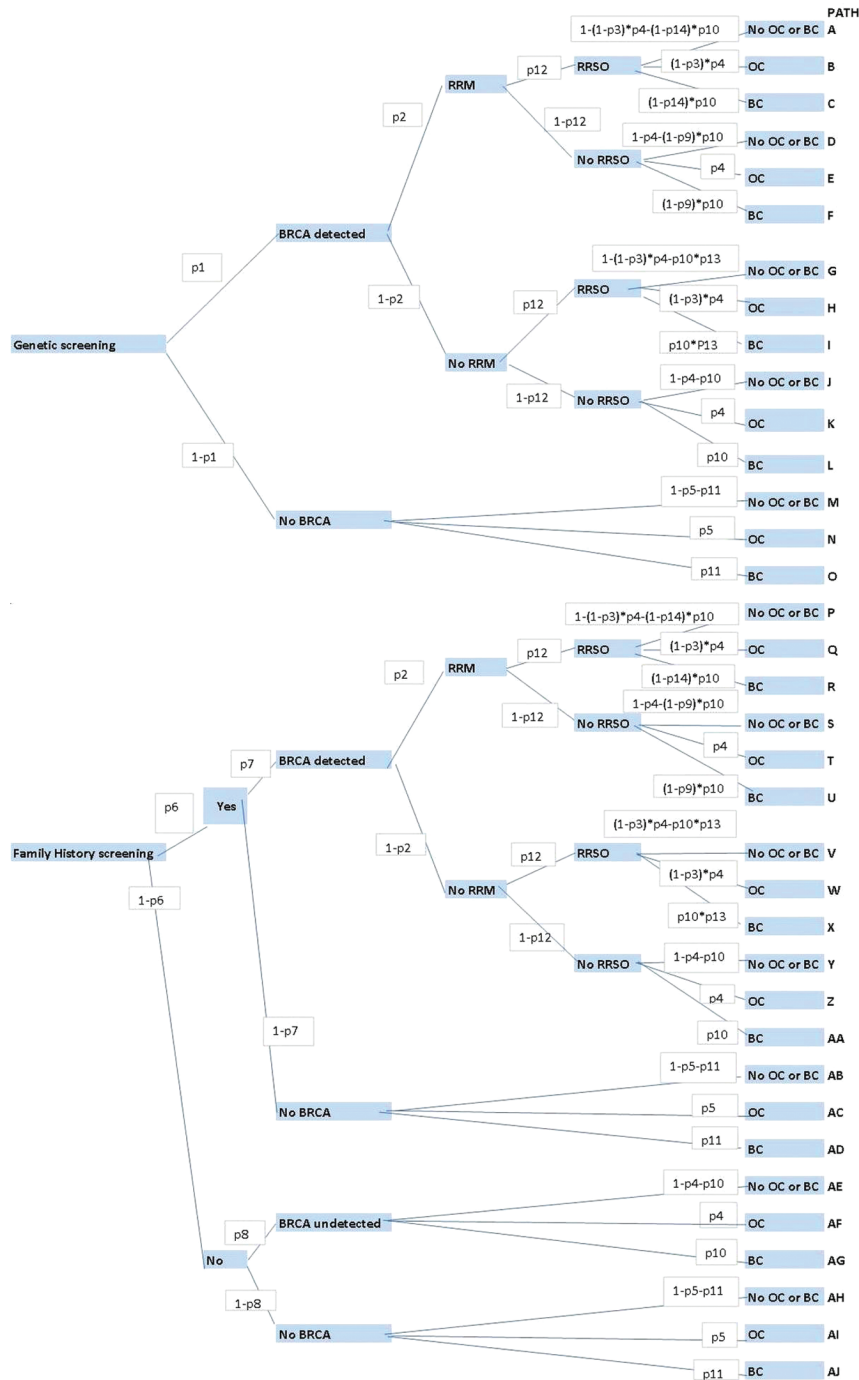 PATH
1-(1-p3)*p4-(1-p14)*p10 No OC or BC A
p12 RRSO (1-p3)*p4 OC B
RRM
(1-p14)*p10 BC C
p2 1-p12
1-p4-(1-p9)*p10 No OC or BC D
No RRSO p4 OC E
(1-p9)*p10 BC F
BRCA detected
p1 1-(1-p3)*p4-p10*p13 No OC or BC G
1-p2 p12 RRSO (1-p3)*p4 OC H
Genetic screening p10*P13 BC I
No RRM
1-p12 1-p4-10 No OC or BC J
No RRSO p4 OC K
1-p1 p10 BC L
1-p5-p11 No OC or BC M
No BRCA p5 OC N
p11 BC O
1-(1-p3)*p4-(1-p14)*p10 No OC or BC P
p12 RRSO (1-p3)*p4 OC Q
p2 RRM
(1-p14)*p10 BC R
1-p12 1-p4-(1-p9)*p10 No OC or BC S
No RRSO
p7 BRCA detected p4 OC T
p6 Yes (1-p9)*p10 BC U
(1-p3)*p4-p10*p13
Family History screening 1-p2 p12 RRSO No OC or BC V
(1-p3)*p4 OC W
1-p6 No RRM p10*p13 BC X
1-p12 No RRSO 1-p4-p10 No OC or BC Y
p4 OC Z
1-p7 p10 BC AA
1-p5-p11 No OC or BC AB
No BRCA p5 OC AC
p11 BC AD
1-p4-p10 No OC or BC AE
p8 BRCA undetected p4 OC AF
No p10 BC AG
1-p8 1-p5-p11 No OC or BC AH
No BRCA p5 OC AI
p11 BC AJ